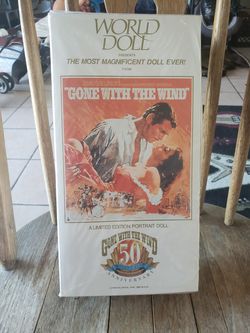 WORLD
DOLL
PRESENTS
THE MOST MAGNIFICENT DOLL EVER!
FROM
"GONE WITH THE WIND"
A LIMITED EDITION PORTRAIT DOLL
GONE WITH THE WIND
50
ANNIVERSARY